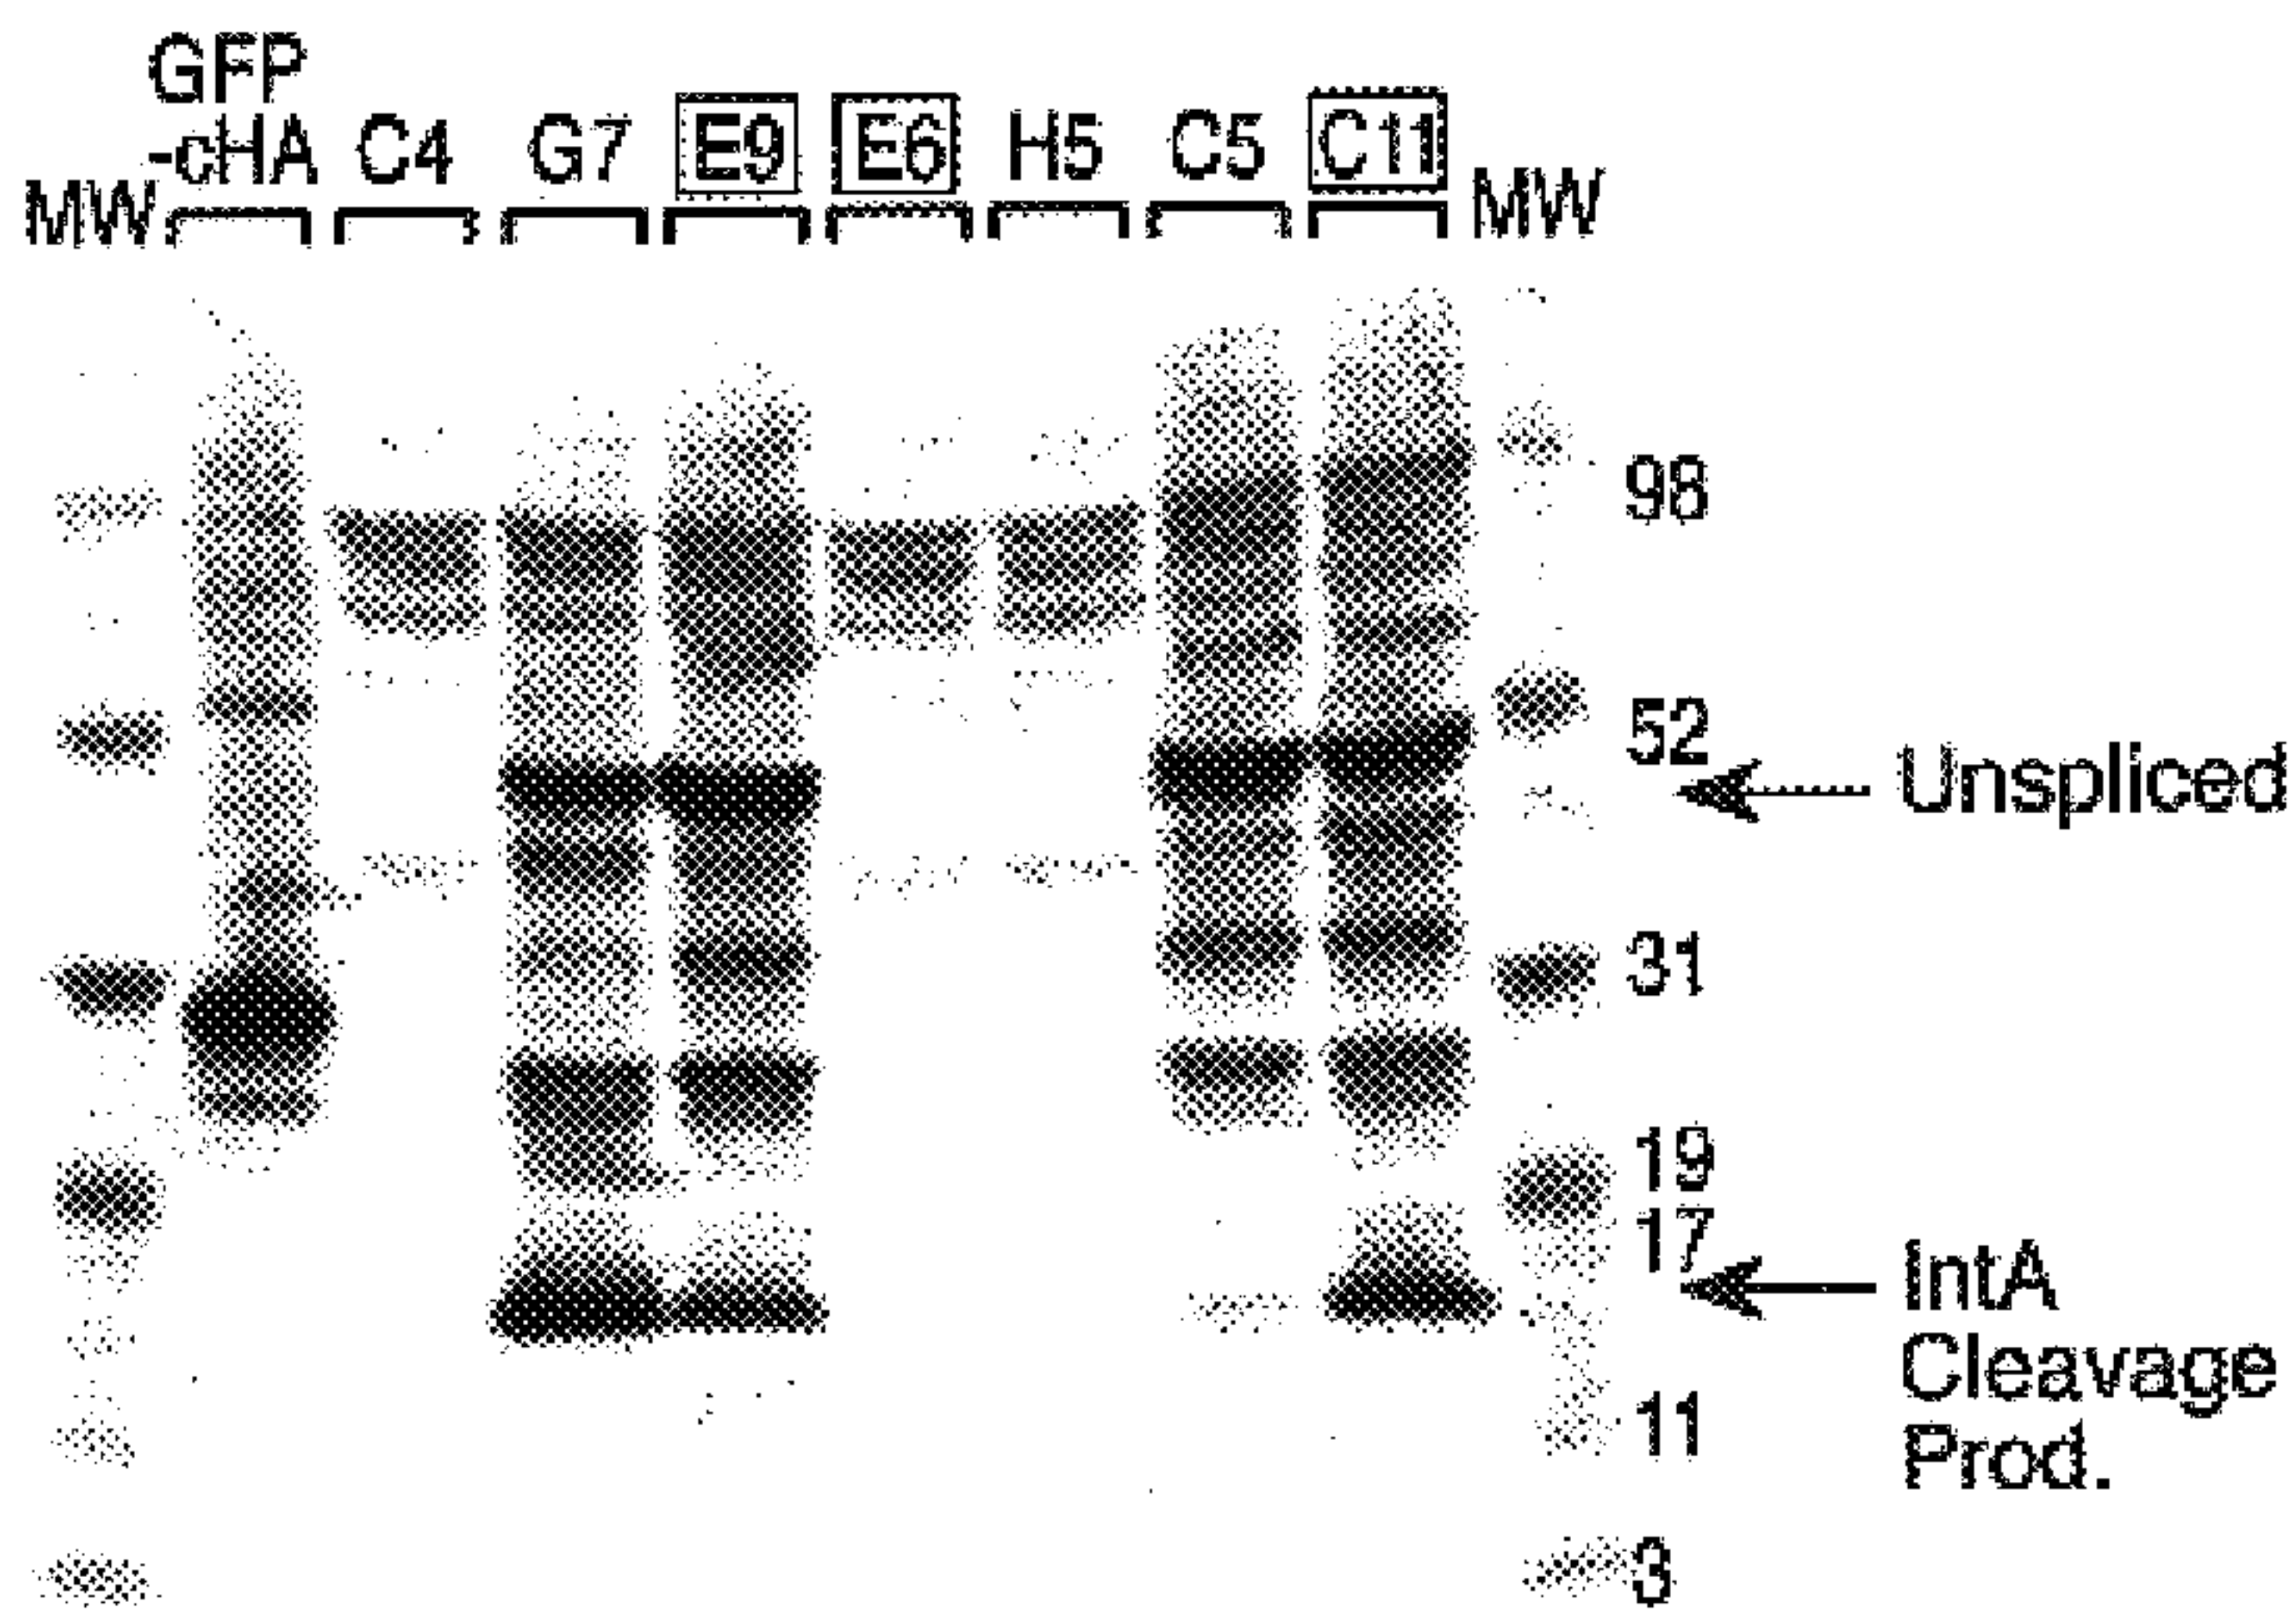 GFP
-cHA C4 G7 E9 E6 H5 C5 C11
MW MW
98
52
Unspliced
31
19
17
IntA
Cleavage
Prod.
11
3